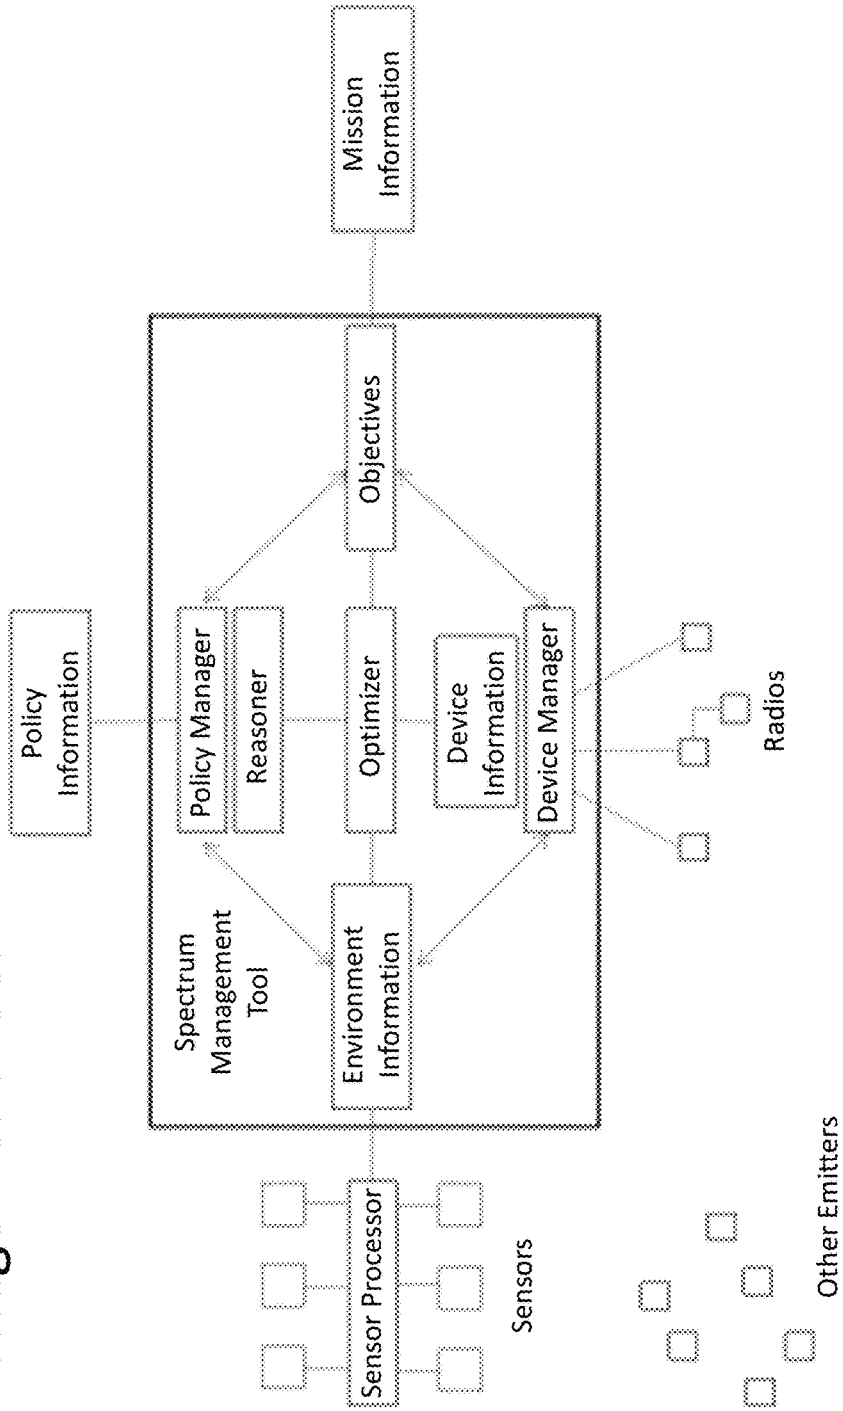 Policy
Information
Spectrum
Management
Tool
Policy Manager
Reasoner
Sensor Processor
Environment
Information
Optimizer
Objectives
Mission
Information
Device
Information
Device Manager
Sensors
Radios
Other Emitters